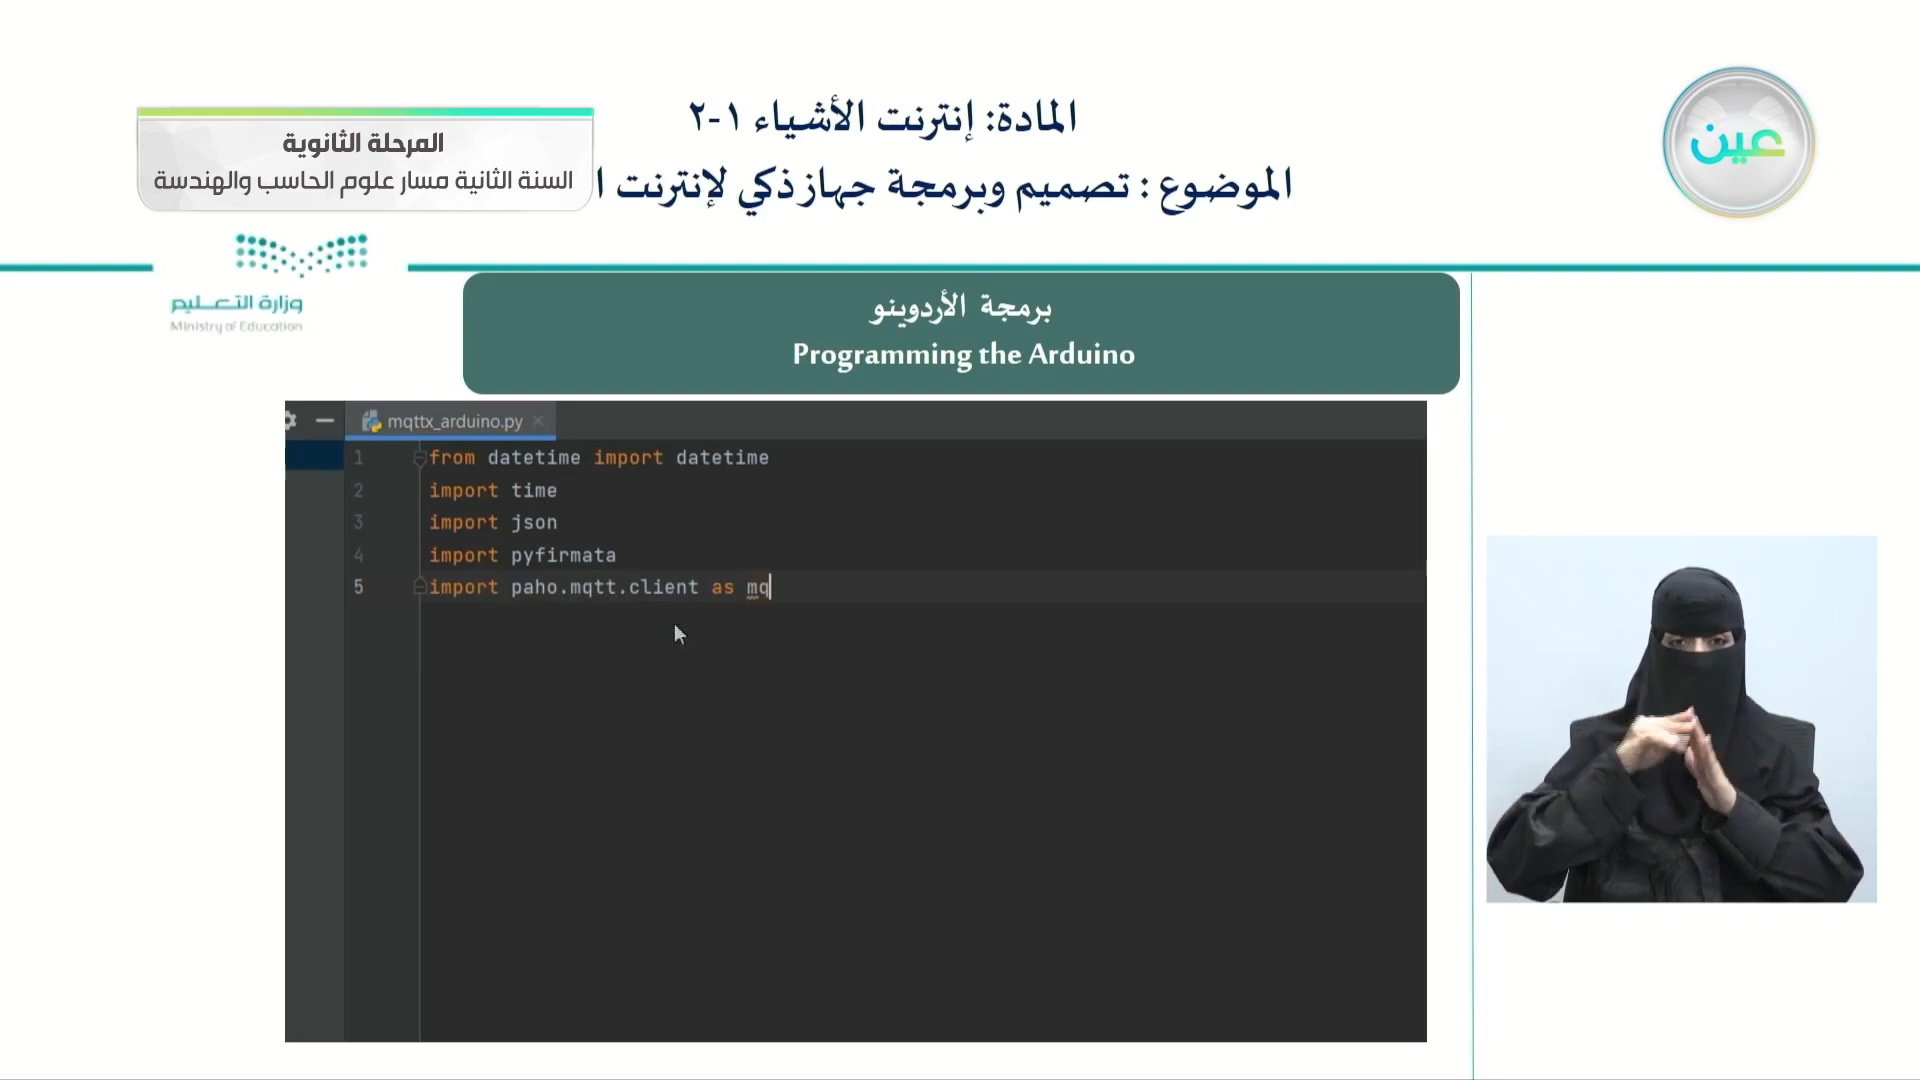 المادة: إنترنت الأشياء ١-٢
الموضوع : تصميم وبرمجة جهاز ذكي لإنترنت ا
المرحلة الثانوية
السنة الثانية مسار علوم الحاسب والهندسة
عين
وزارة التعليم
Ministry of Education
برمجة الأردوينو
Programming the Arduino
mqttx_arduino.py
1 from datetime import datetime
2 import time
3 import json
4 import pyfirmata
5 import paho.mqtt.client as mq